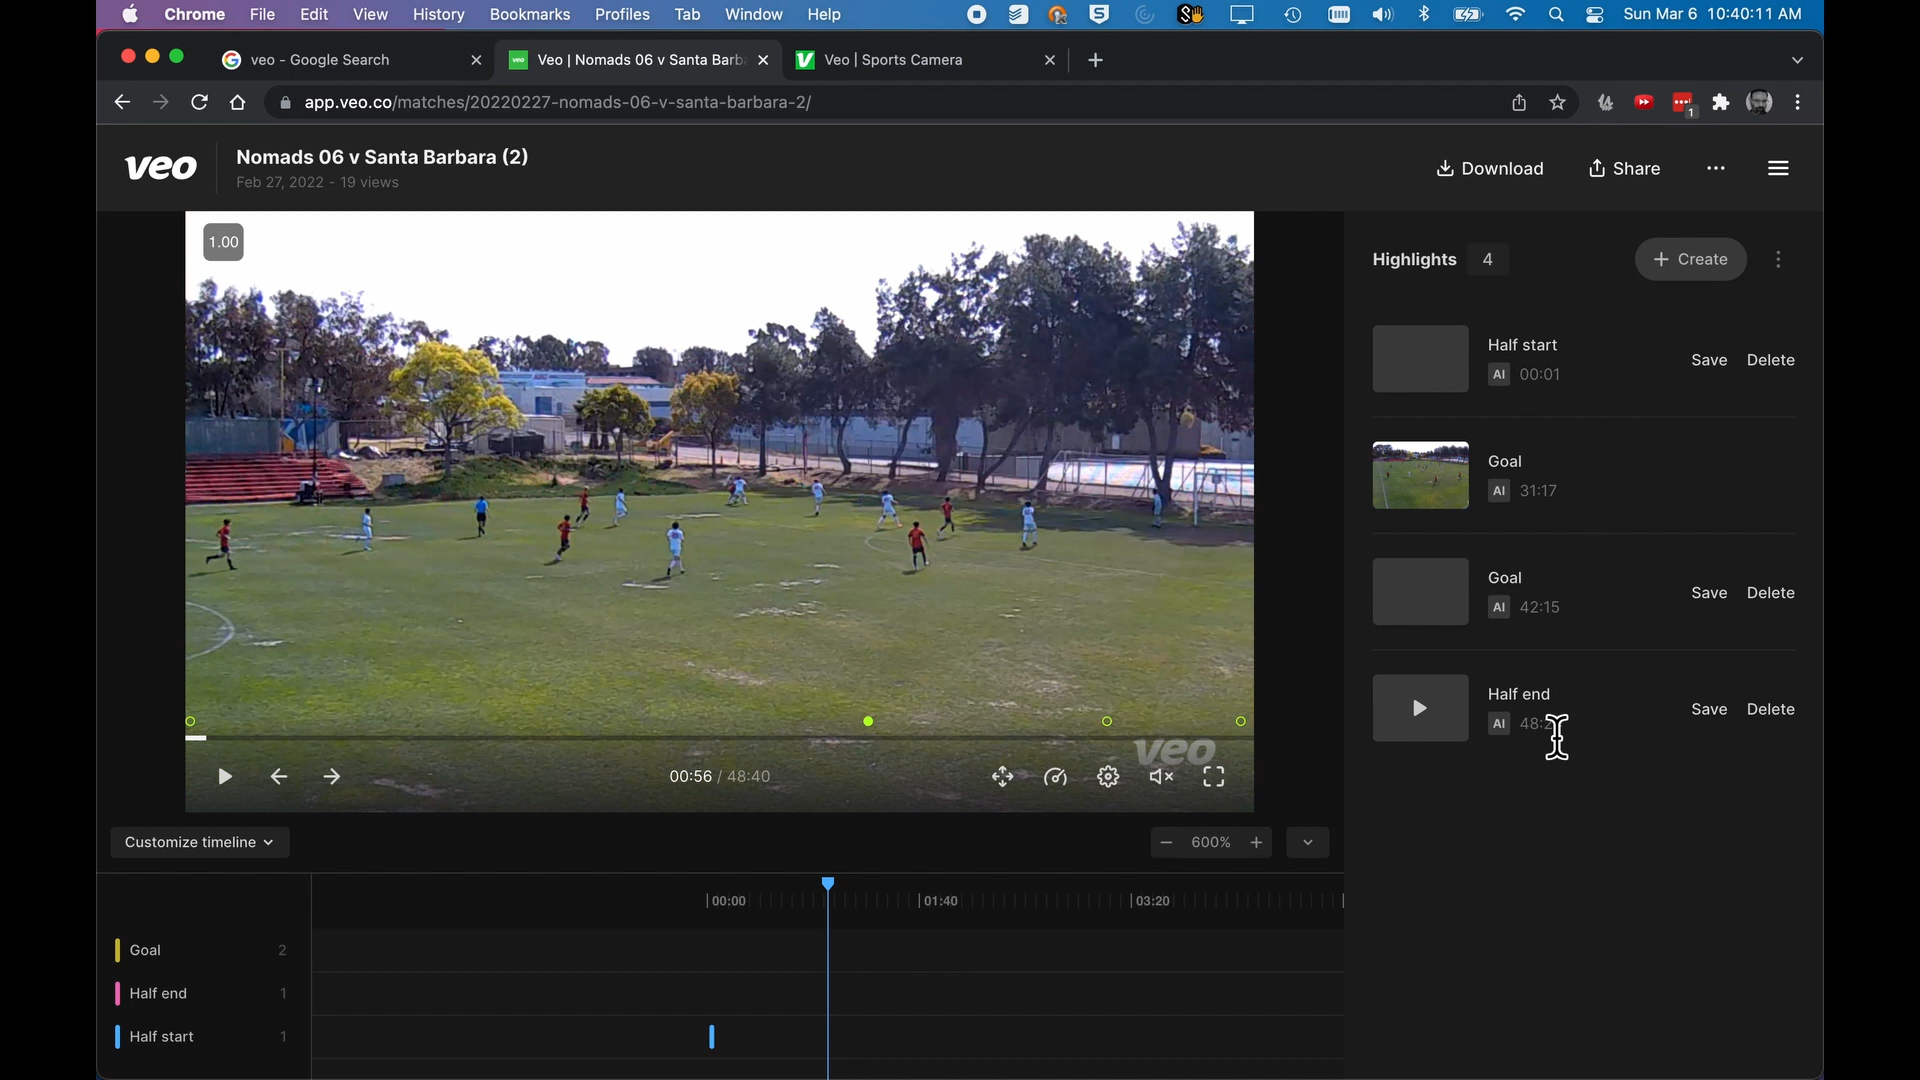 Chrome File Edit View History Bookmarks Profiles Tab Window Help Sun Mar 6 10:40:11 AM
veo - Google Search
Veo | Nomads 06 v Santa Barb
Veo | Sports Camera
app.veo.co/matches/20220227-nomads-06-v-santa-barbara-2/
1
veo
Nomads 06 v Santa Barbara (2)
Feb 27, 2022 - 19 views
Download
Share
1.00
Highlights 4
+ Create
Half start
AI 00:01
Save Delete
Goal
AI 31:17
Goal
AI 42:15
Save Delete
Half end
AI
Save Delete
veo
00:56 / 48:40
Customize timeline
600%
00:00 01:40 03:20
Goal 2
Half end 1
Half start 1